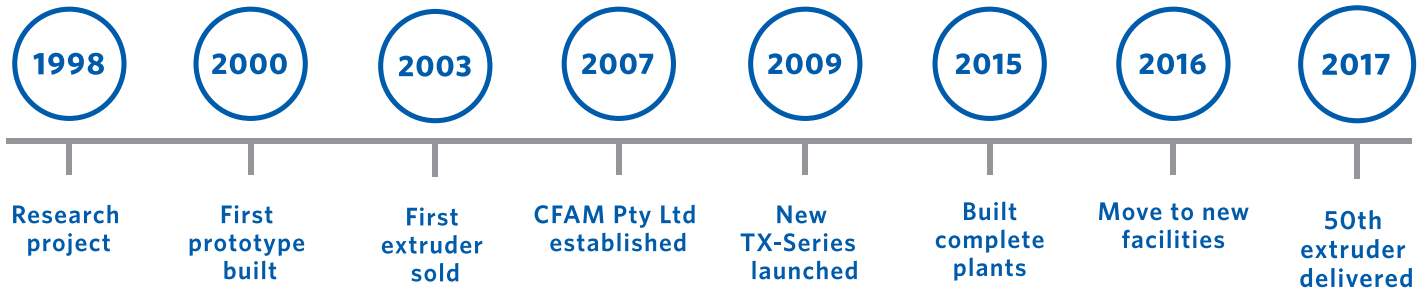 1998
Research
project
2000
First
prototype
built
2003
First
extruder
sold
2007
CFAM Pty Ltd
established
2009
New
TX-Series
launched
2015
Built
complete
plants
2016
Move to new
facilities
2017
50th
extruder
delivered